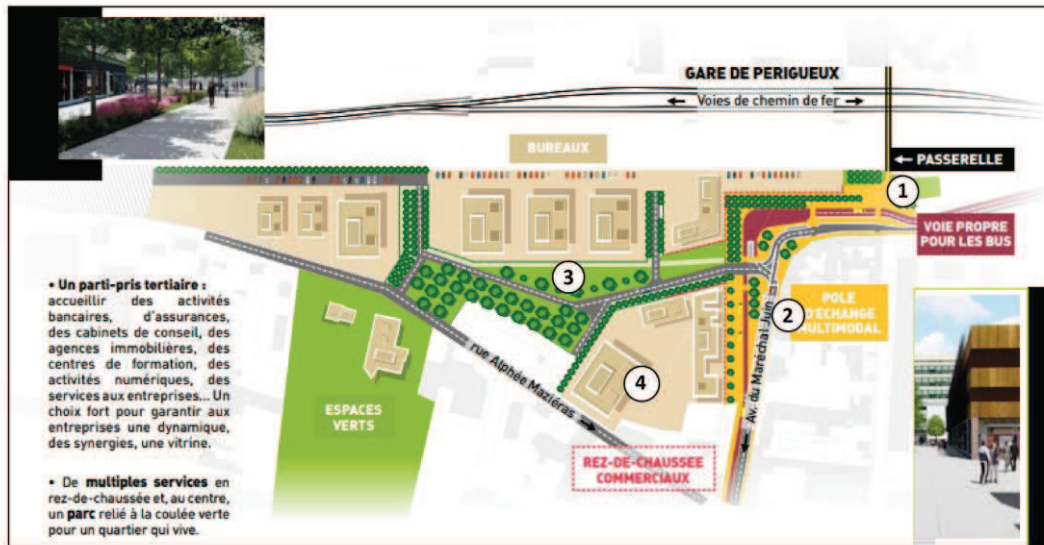 GARE DE PERIGUEUX
← Voies de chemin de fer →
BUREAUX
← PASSERELLE
1
VOIE PROPRE
POUR LES BUS
3
2
POLE
D'ECHANGE
MULTIMODAL
• Un parti-pris tertiaire :
accueillir des activités
bancaires, d'assurances,
des cabinets de conseil, des
agences immobilières, des
centres de formation, des
activités numériques, des
services aux entreprises... Un
choix fort pour garantir aux
entreprises une dynamique,
des synergies, une vitrine.
rue Alphée Maziéras
4
Av. du Maréchal Juin
ESPACES
VERTS
REZ-DE-CHAUSSEE
COMMERCIAUX
• De multiples services en
rez-de-chaussée et, au centre,
un parc relié à la coulée verte
pour un quartier qui vive.